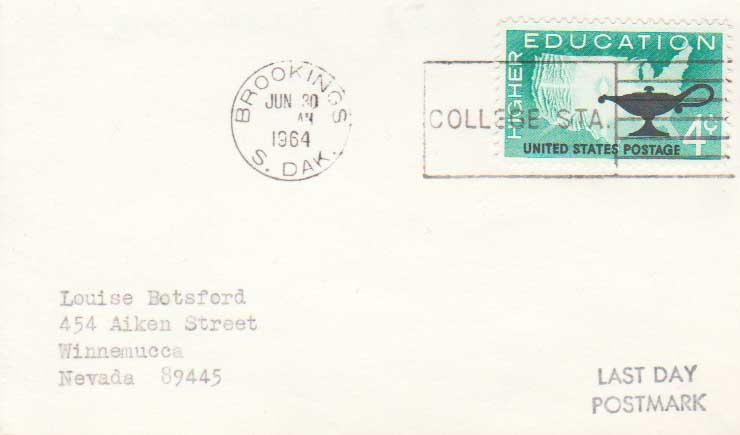 HIGHER EDUCATION
4¢
UNITED STATES POSTAGE
BROOKINGS
JUN 30
AM
1964
S. DAK.
COLLEGE STA.
Louise Botsford
454 Aiken Street
Winnemucca
Nevada 89445
LAST DAY
POSTMARK